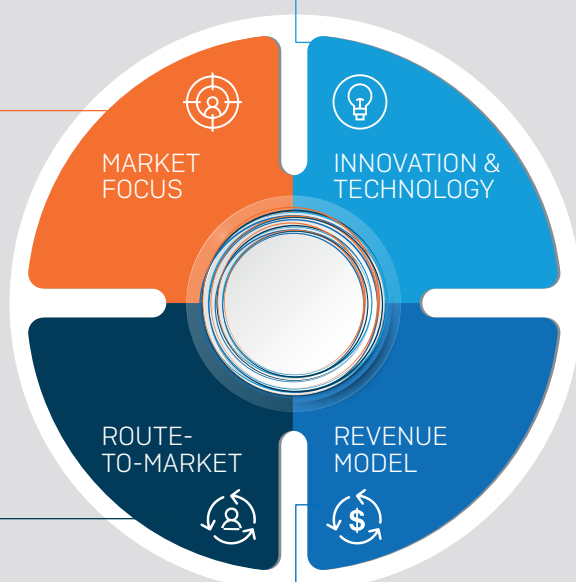 MARKET
FOCUS
INNOVATION &
TECHNOLOGY
ROUTE-
TO-MARKET
REVENUE
MODEL
$